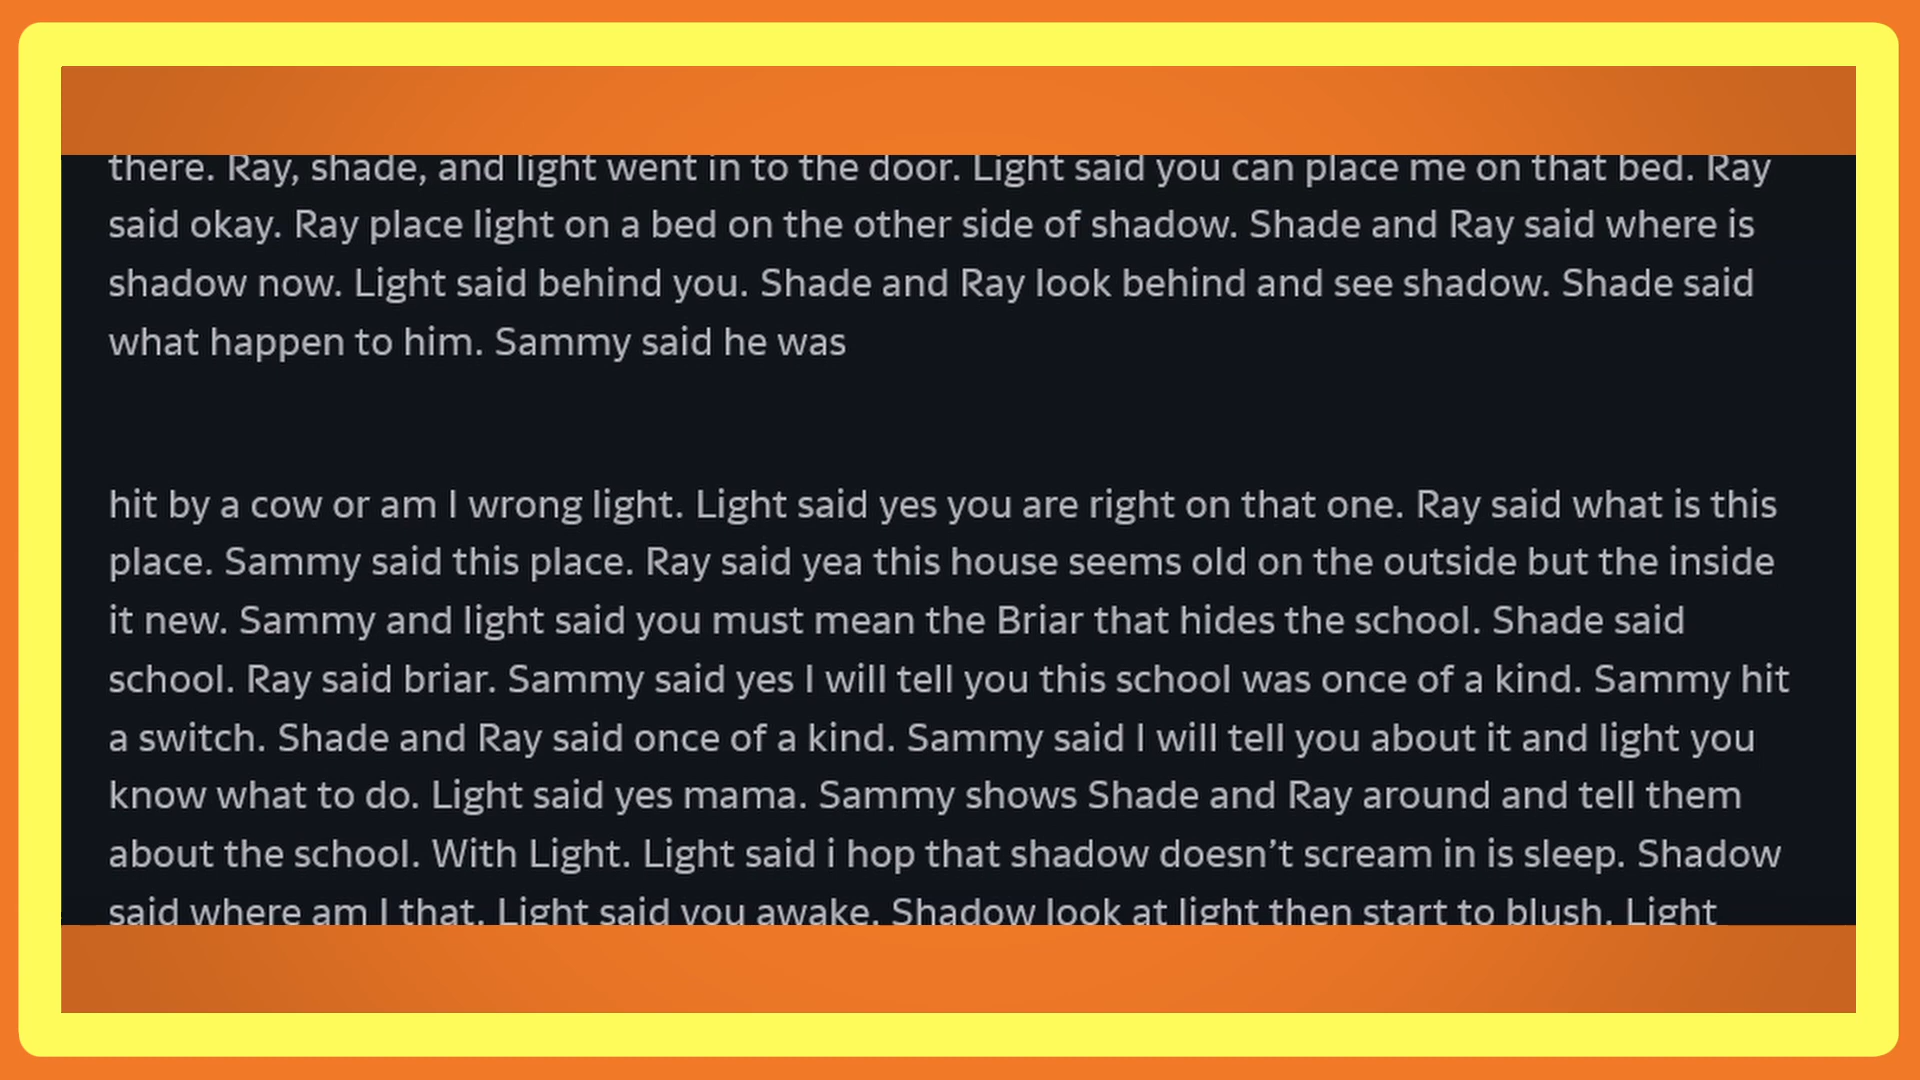 there. Ray, shade, and light went in to the door. Light said you can place me on that bed. Ray
said okay. Ray place light on a bed on the other side of shadow. Shade and Ray said where is
shadow now. Light said behind you. Shade and Ray look behind and see shadow. Shade said
what happen to him. Sammy said he was
hit by a cow or am I wrong light. Light said yes you are right on that one. Ray said what is this
place. Sammy said this place. Ray said yea this house seems old on the outside but the inside
it new. Sammy and light said you must mean the Briar that hides the school. Shade said
school. Ray said briar. Sammy said yes I will tell you this school was once of a kind. Sammy hit
a switch. Shade and Ray said once of a kind. Sammy said I will tell you about it and light you
know what to do. Light said yes mama. Sammy shows Shade and Ray around and tell them
about the school. With Light. Light said i hop that shadow doesn’t scream in is sleep. Shadow
said where am I that. Light said you awake. Shadow look at light then start to blush. Light